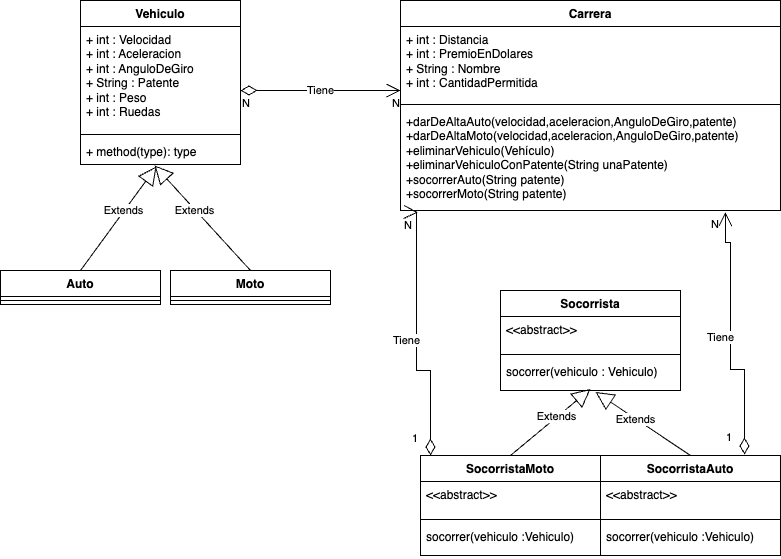 Vehiculo
+ int : Velocidad
+ int : Aceleracion
+ int : AnguloDeGiro
+ String : Patente
+ int : Peso
+ int : Ruedas
+ method(type): type
N
Tiene
N
Carrera
+ int : Distancia
+ int : PremioEnDolares
+ String : Nombre
+ int : CantidadPermitida
+darDeAltaAuto(velocidad,aceleracion,AnguloDeGiro,patente)
+darDeAltaMoto(velocidad,aceleracion,AnguloDeGiro,patente)
+eliminarVehiculo(Vehículo)
+eliminarVehiculoConPatente(String unaPatente)
+socorrerAuto(String patente)
+socorrerMoto(String patente)
Extends
Extends
Auto
Moto
N
N
Tiene
Tiene
Socorrista
<<abstract>>
socorrer(vehiculo : Vehiculo)
Extends
Extends
1
1
SocorristaMoto
<<abstract>>
socorrer(vehiculo :Vehiculo)
SocorristaAuto
<<abstract>>
socorrer(vehiculo :Vehiculo)